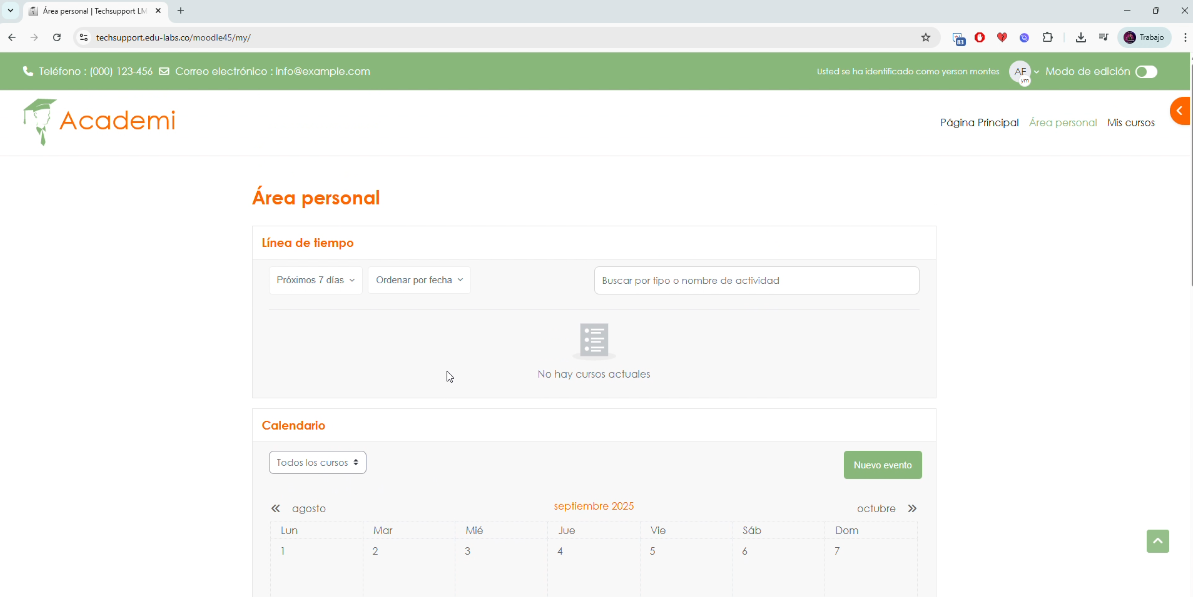 Área personal | Techsupport LM
techsupport.edu-labs.co/moodle45/my/
83
Trabajo
Teléfono : (000) 123-456 Correo electrónico : info@example.com
Usted se ha identificado como yerson montes
AF
ym
Modo de edición
Academi
Página Principal Área personal Mis cursos
Área personal
Línea de tiempo
Próximos 7 días Ordenar por fecha Buscar por tipo o nombre de actividad
No hay cursos actuales
Calendario
Todos los cursos Nuevo evento
agosto septiembre 2025 octubre
Lun Mar Mié Jue Vie Sáb Dom
1 2 3 4 5 6 7